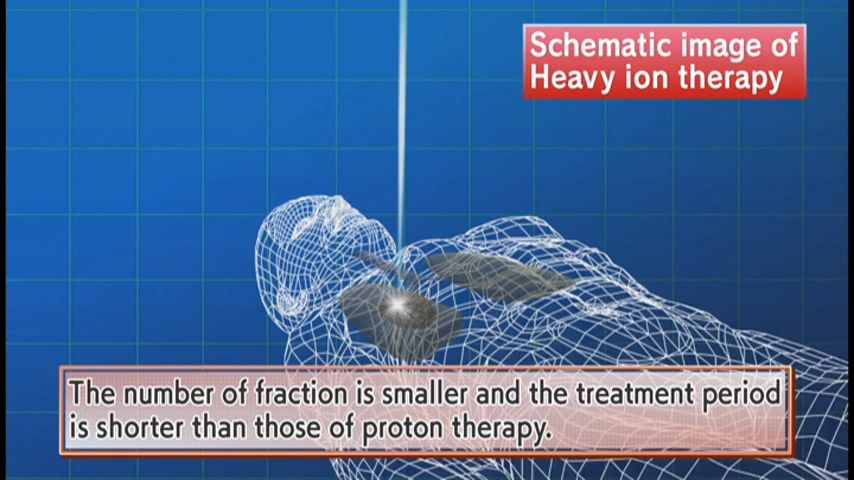 Schematic image of
Heavy ion therapy
The number of fraction is smaller and the treatment period
is shorter than those of proton therapy.